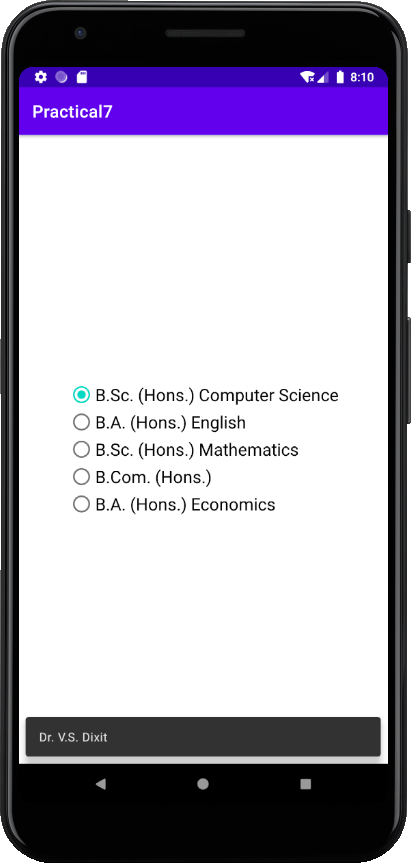 8:10
Practical7
B.Sc. (Hons.) Computer Science
B.A. (Hons.) English
B.Sc. (Hons.) Mathematics
B.Com. (Hons.)
B.A. (Hons.) Economics
Dr. V.S. Dixit